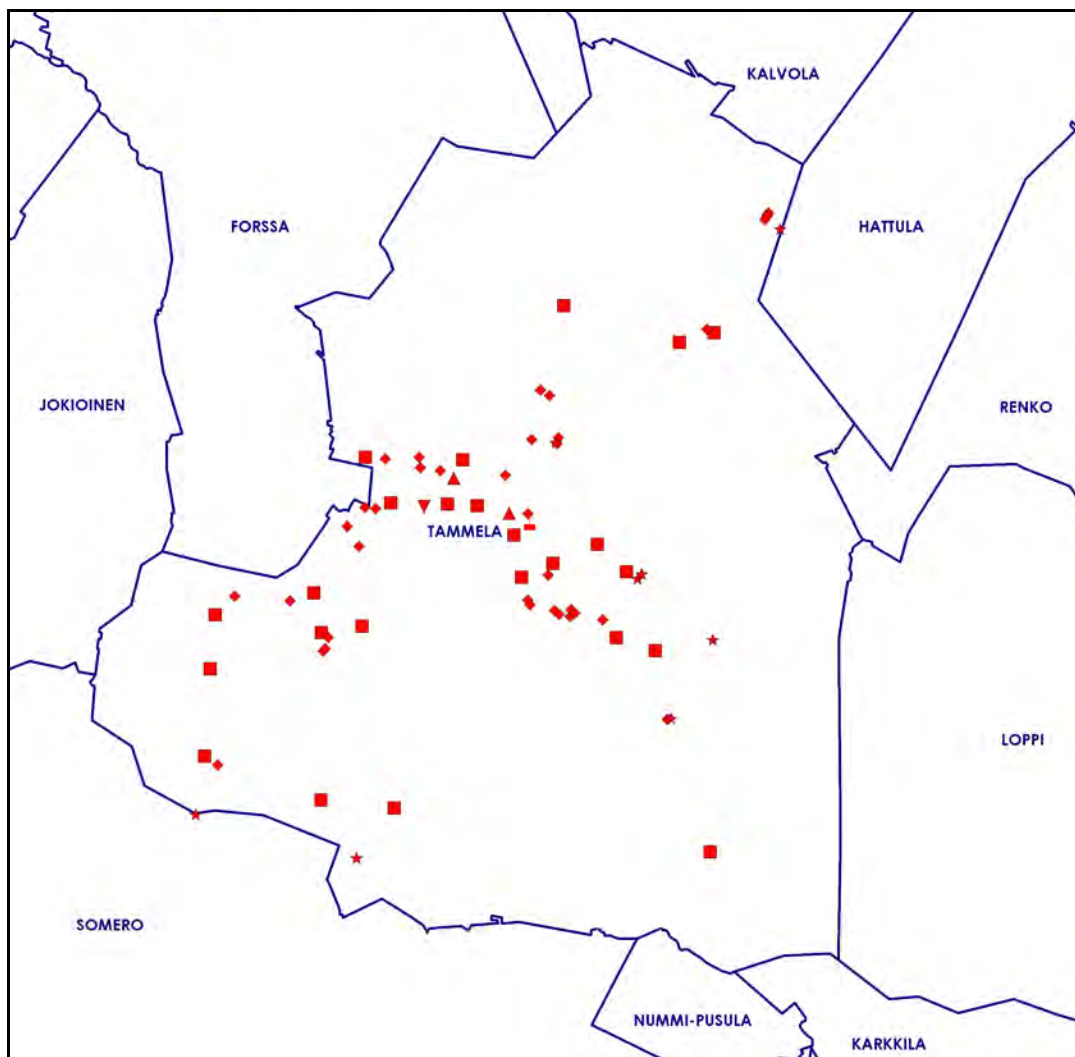 KALVOLA
FORSSA
HATTULA
JOKIOINEN
RENKO
TAMMELA
LOPPI
SOMERO
NUMMI-PUSULA
KARKKILA